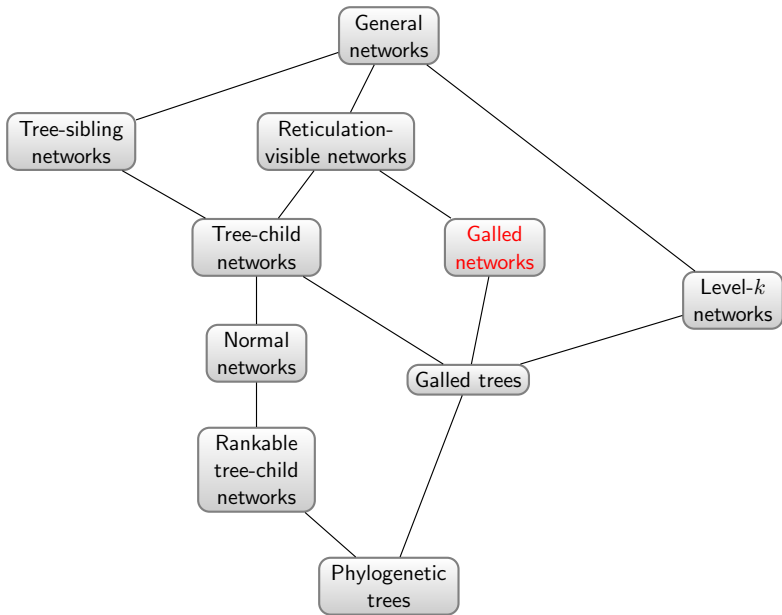 General
networks
Tree-sibling
networks
Reticulation-
visible networks
Tree-child
networks
Galled
networks
Level-k
networks
Normal
networks
Galled trees
Rankable
tree-child
networks
Phylogenetic
trees